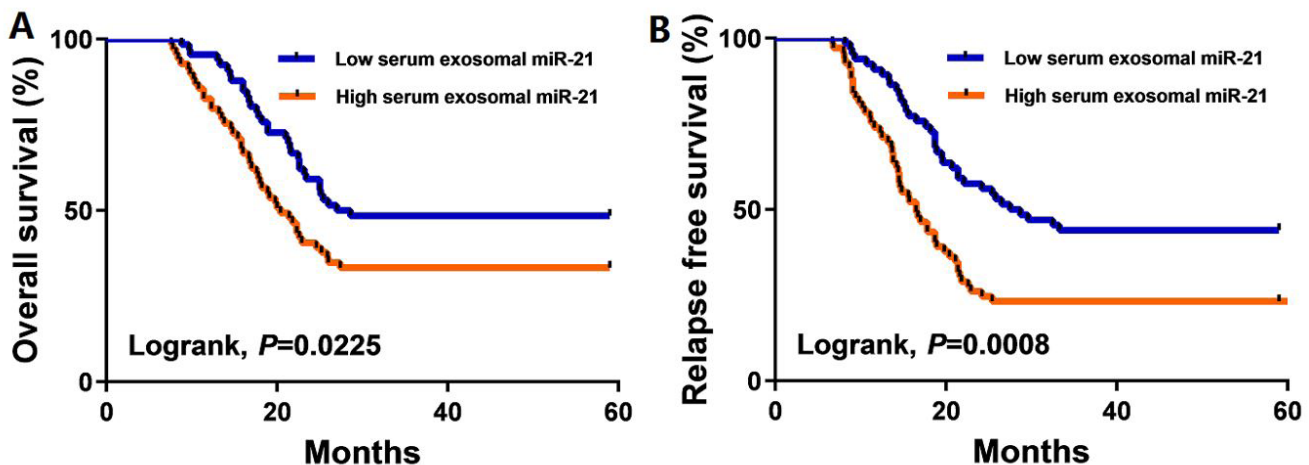 A
Overall survival (%)
100
50
0
Low serum exosomal miR-21
High serum exosomal miR-21
Logrank, P=0.0225
0 20 40 60
Months
B
Relapse free survival (%)
100
50
0
Low serum exosomal miR-21
High serum exosomal miR-21
Logrank, P=0.0008
0 20 40 60
Months